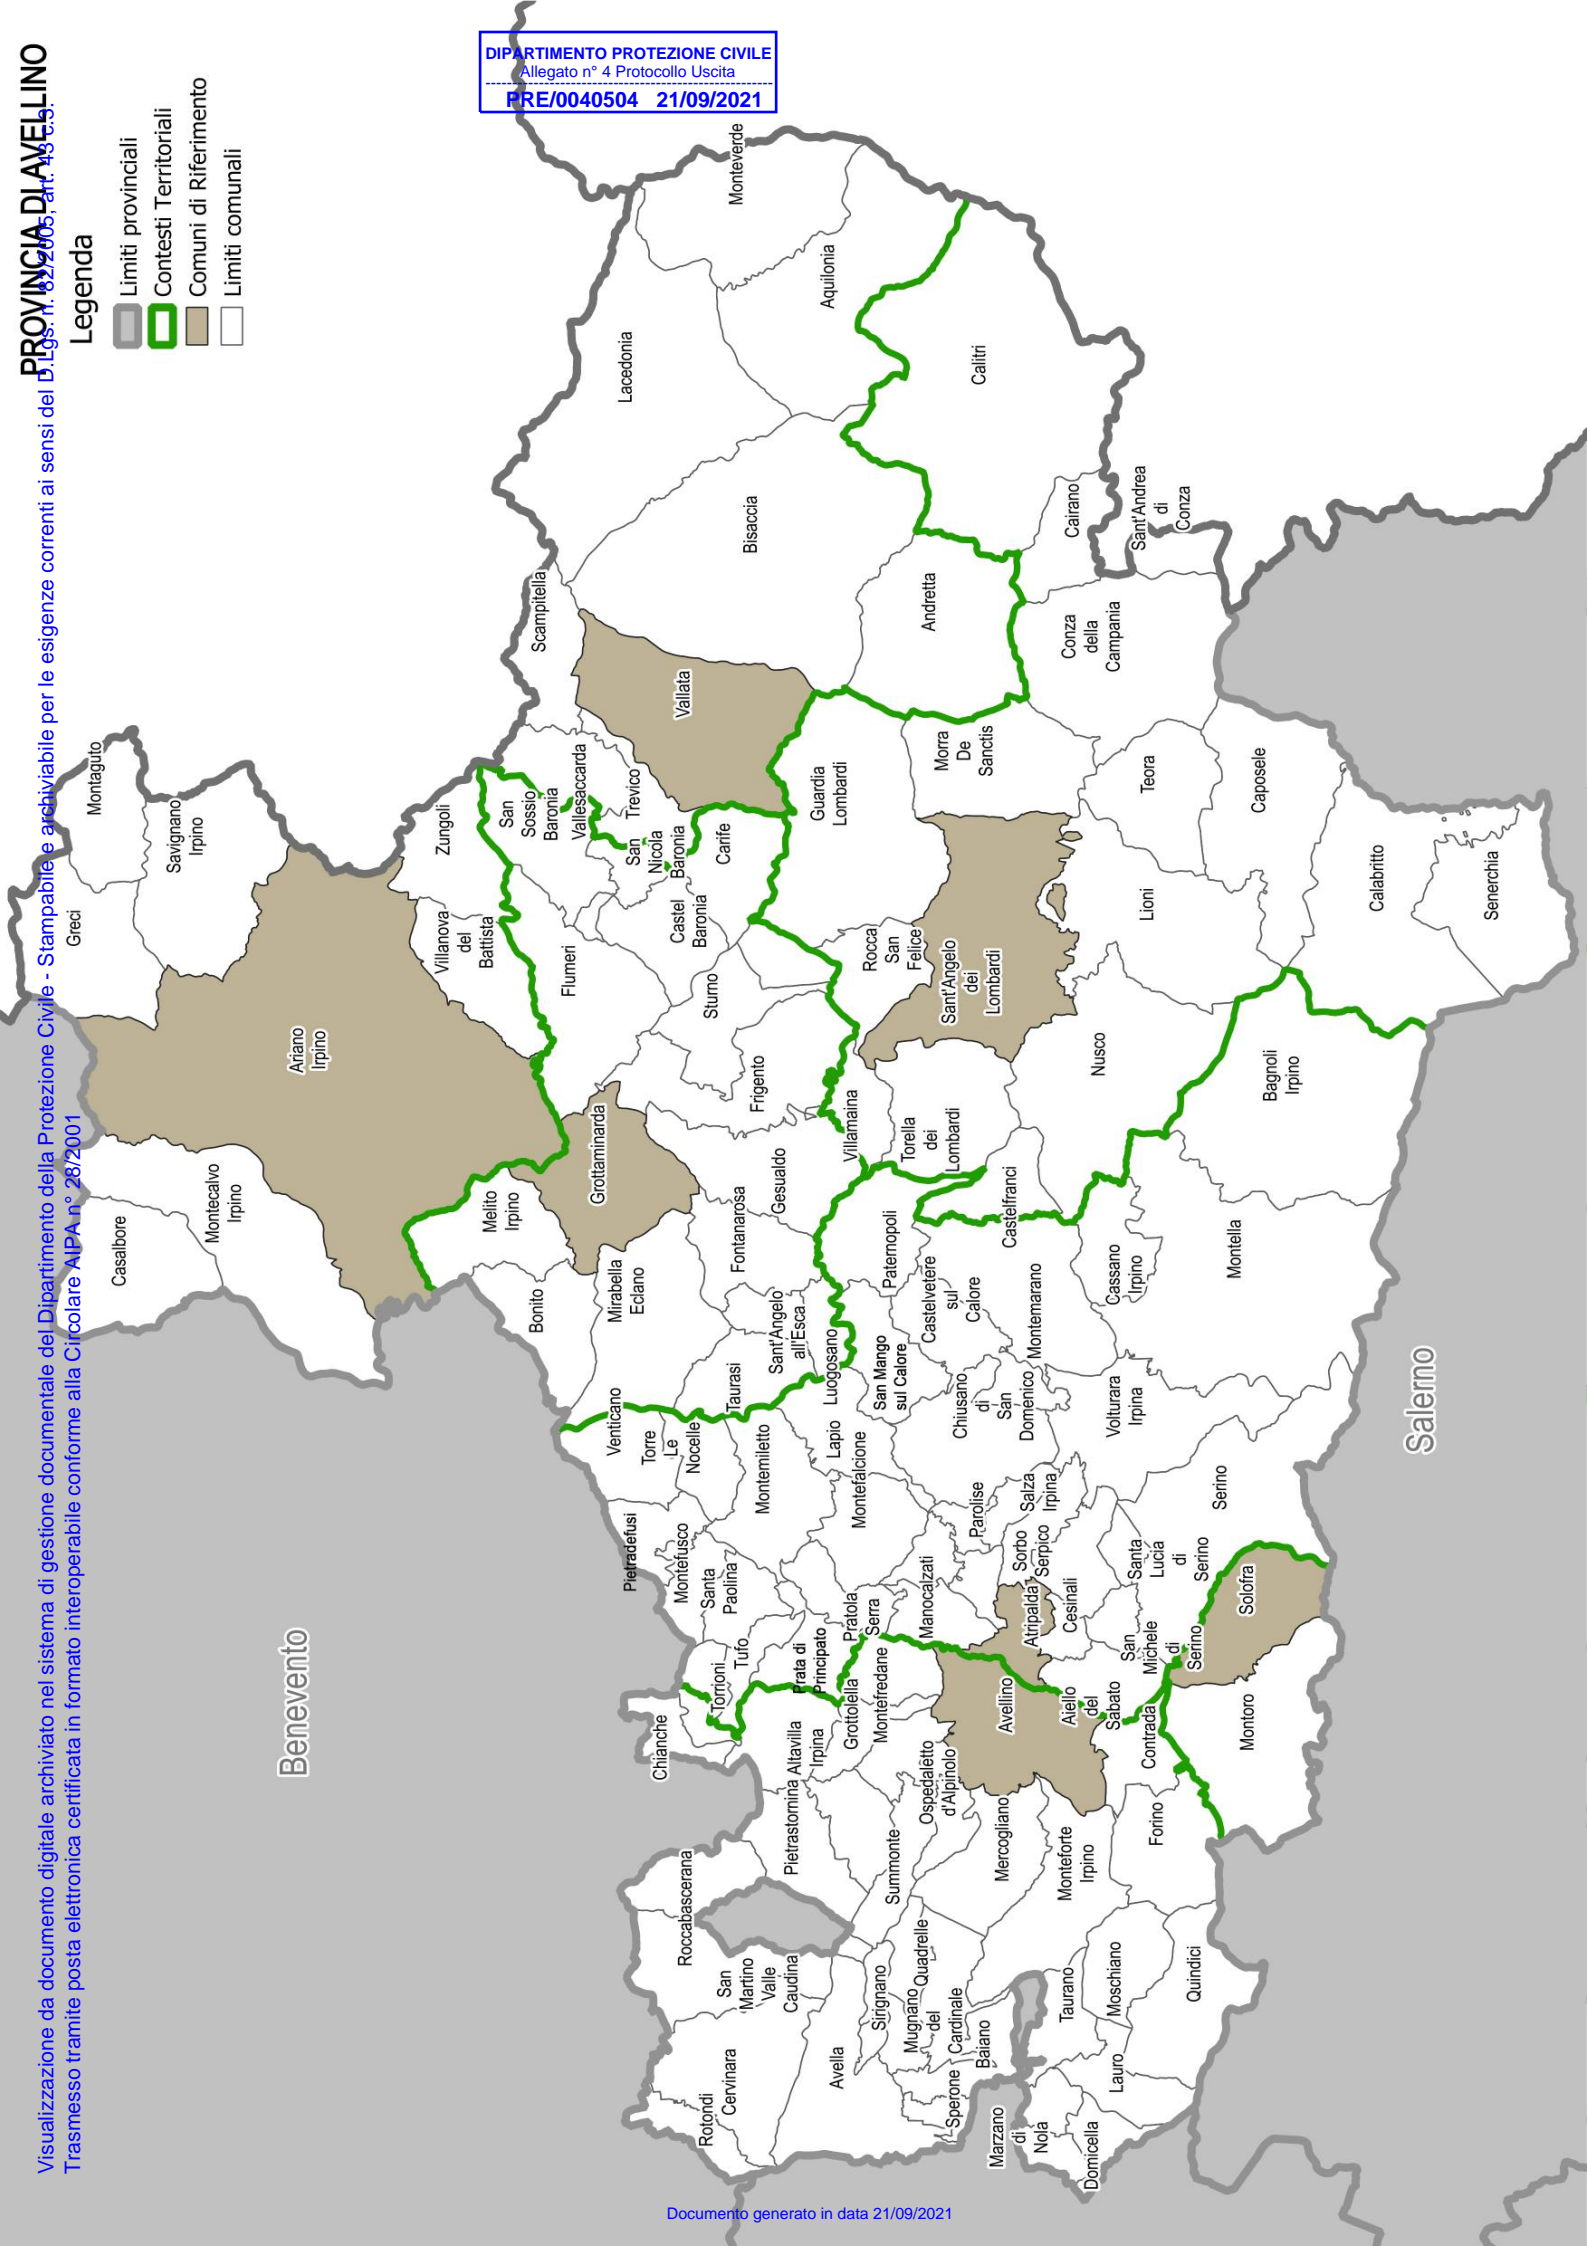 PROVINCIA DI AVELLINO
Legenda
Limiti provinciali
Contesti Territoriali
Comuni di Riferimento
Limiti comunali
Visualizzazione da documento digitale archiviato nel sistema di gestione documentale del Dipartimento della Protezione Civile - Stampabile e archiviabile per le esigenze correnti ai sensi del D.Lgs. n. 82/2005, art. 43 c.3.
Trasmesso tramite posta elettronica certificata in formato interoperabile conforme alla Circolare AIPA n° 28/2001
DIPARTIMENTO PROTEZIONE CIVILE
Allegato n° 4 Protocollo Uscita
PRE/0040504 21/09/2021
Benevento
Salerno
Montaguto
Greci
Savignano
Irpino
Casalbore
Montecalvo
Irpino
Ariano
Irpino
Zungoli
Villanova
del
Battista
Melito
Irpino
Bonito
Grottaminarda
Mirabella
Eclano
Flumeri
San
Sossio
Baronia
Vallesaccarda
Scampitella
Trevico
Vallata
San
Nicola
Baronia
Carife
Castel
Baronia
Sturno
Frigento
Gesualdo
Fontanarosa
Sant'Angelo
all'Esca
Taurasi
Luogosano
Venticano
Torre
Le
Nocelle
Montemiletto
Lapio
Montefalcione
Pietradefusi
Montefusco
Santa
Paolina
Torrioni
Tufo
Prata di
Principato
Pratola
Serra
Manocalzati
Chianche
Altavilla
Irpina
Grottolella
Montefredane
Pietrastornina
Roccabascerana
San
Martino
Valle
Caudina
Rotondi
Cervinara
Avella
Summonte
Ospedaletto
d'Alpinolo
Mercogliano
Monteforte
Irpino
Avellino
Atripalda
Aiello
del
Sabato
Cesinali
Contrada
Forino
Montoro
Solofra
San
Michele
di
Serino
Santa
Lucia
di
Serino
Serino
Sorbo
Serpico
Salza
Irpina
Parolise
Chiusano
di
San
Domenico
San Mango
sul Calore
Castelvetere
sul
Calore
Paternopoli
Montemarano
Volturara
Irpina
Castelfranci
Cassano
Irpino
Montella
Bagnoli
Irpino
Nusco
Villamaina
Torella
dei
Lombardi
Rocca
San
Felice
Sant'Angelo
dei
Lombardi
Guardia
Lombardi
Morra
De
Sanctis
Lioni
Teora
Caposele
Calabritto
Senerchia
Conza
della
Campania
Cairano
Sant'Andrea
di
Conza
Andretta
Bisaccia
Calitri
Aquilonia
Monteverde
Lacedonia
Sirignano
Quadrelle
Mugnano
del
Cardinale
Baiano
Sperone
Marzano
di
Nola
Domicella
Lauro
Taurano
Moschiano
Quindici
Documento generato in data 21/09/2021